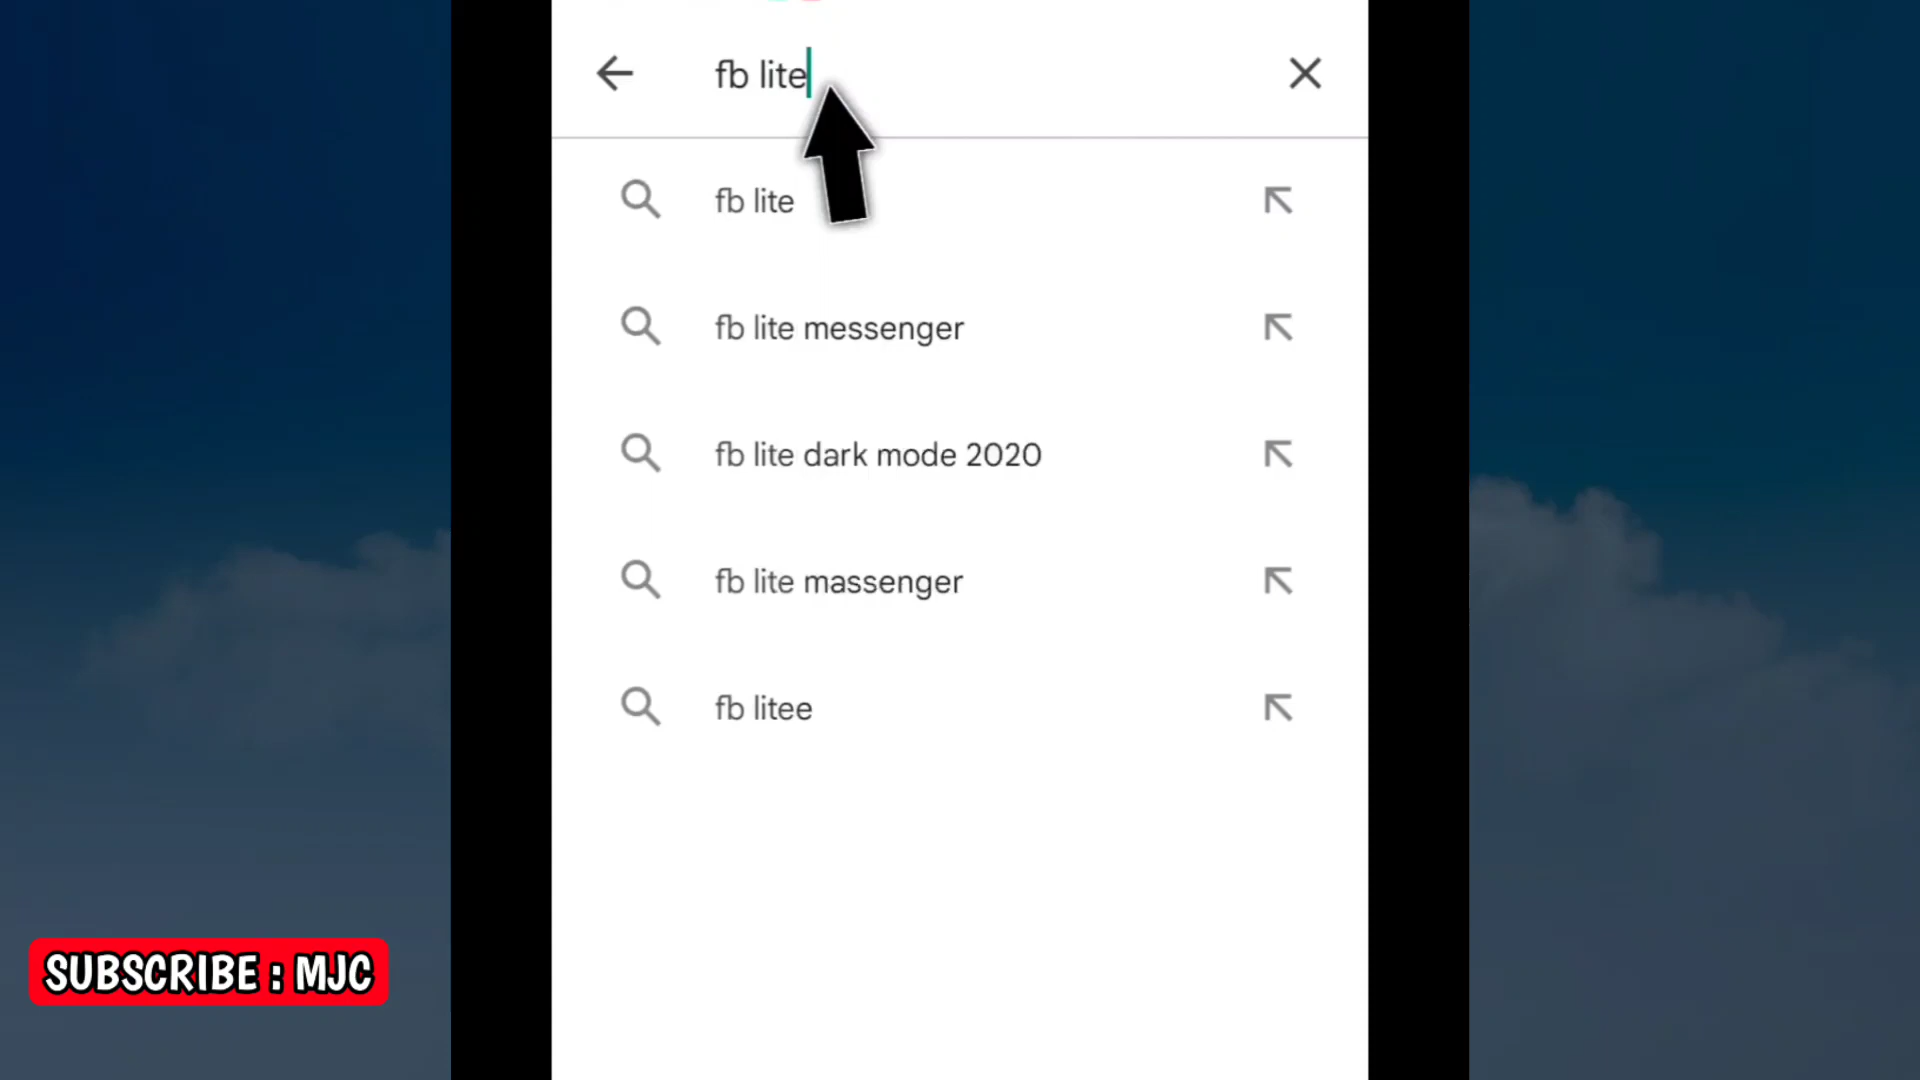 fb lite
fb lite
fb lite messenger
fb lite dark mode 2020
fb lite massenger
fb litee
SUBSCRIBE : MJC